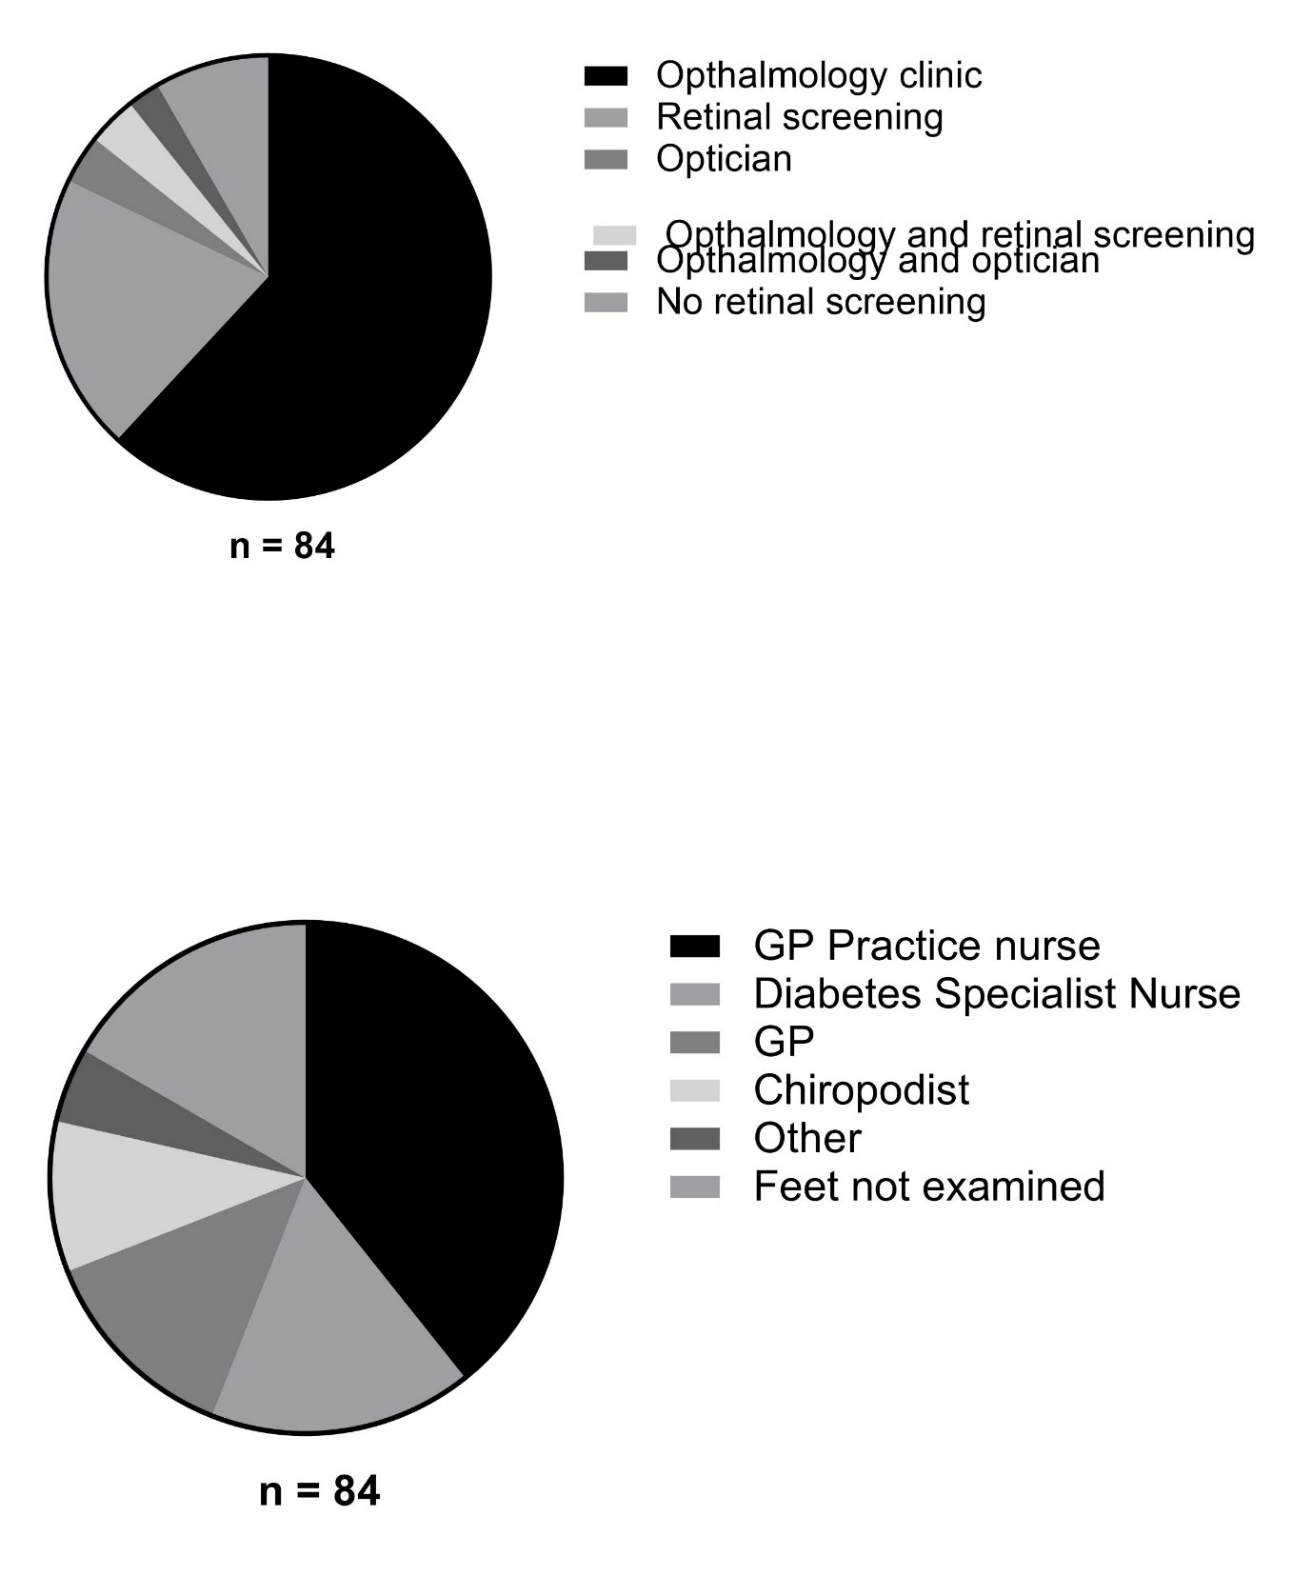 Opthalmology clinic
Retinal screening
Optician
Opthalmology and retinal screening
Opthalmology and optician
No retinal screening
n = 84
GP Practice nurse
Diabetes Specialist Nurse
GP
Chiropodist
Other
Feet not examined
n = 84